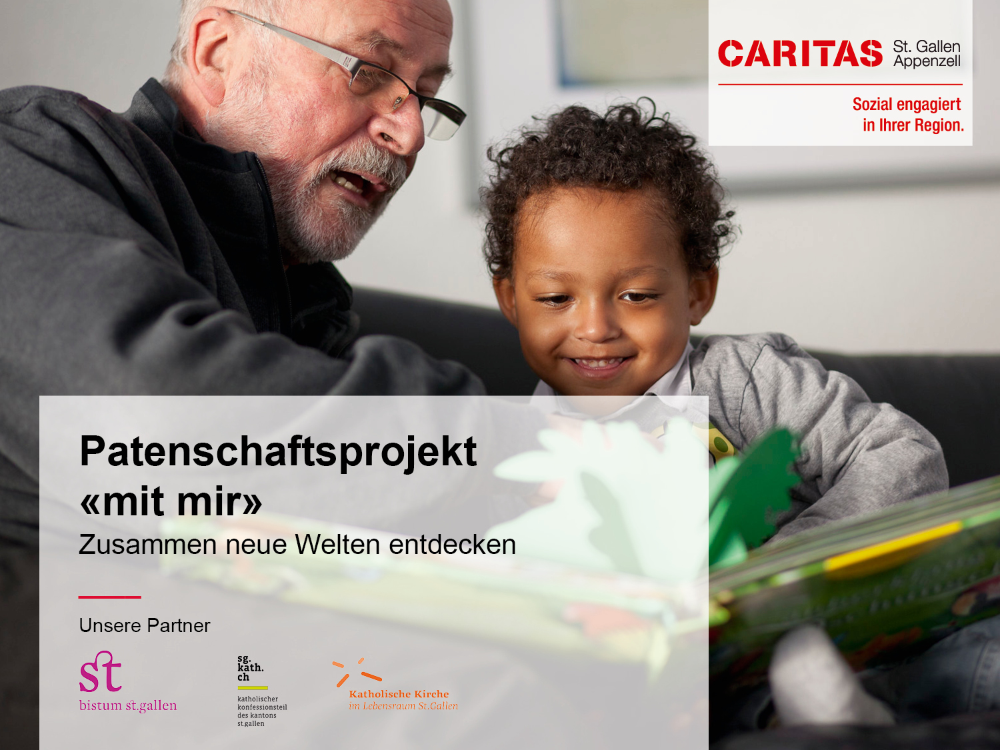 CARITAS St. Gallen
Appenzell
Sozial engagiert
in Ihrer Region.
Patenschaftsprojekt
«mit mir»
Zusammen neue Welten entdecken
Unsere Partner
st
bistum st.gallen
sg.
kath.
ch
katholischer
konfessionsteil
des kantons
st.gallen
Katholische Kirche
im Lebensraum St.Gallen